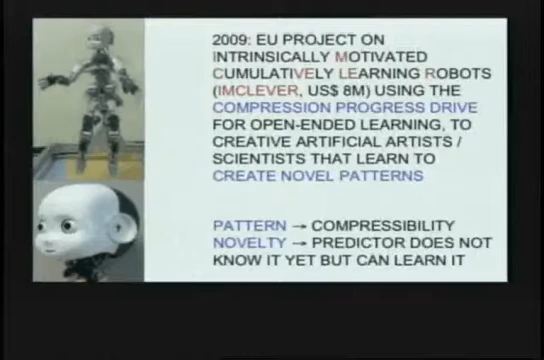 2009: EU PROJECT ON
INTRINSICALLY MOTIVATED
CUMULATIVELY LEARNING ROBOTS
(IMCLEVER, US$ 8M) USING THE
COMPRESSION PROGRESS DRIVE
FOR OPEN-ENDED LEARNING, TO
CREATIVE ARTIFICIAL ARTISTS /
SCIENTISTS THAT LEARN TO
CREATE NOVEL PATTERNS
PATTERN → COMPRESSIBILITY
NOVELTY → PREDICTOR DOES NOT
KNOW IT YET BUT CAN LEARN IT